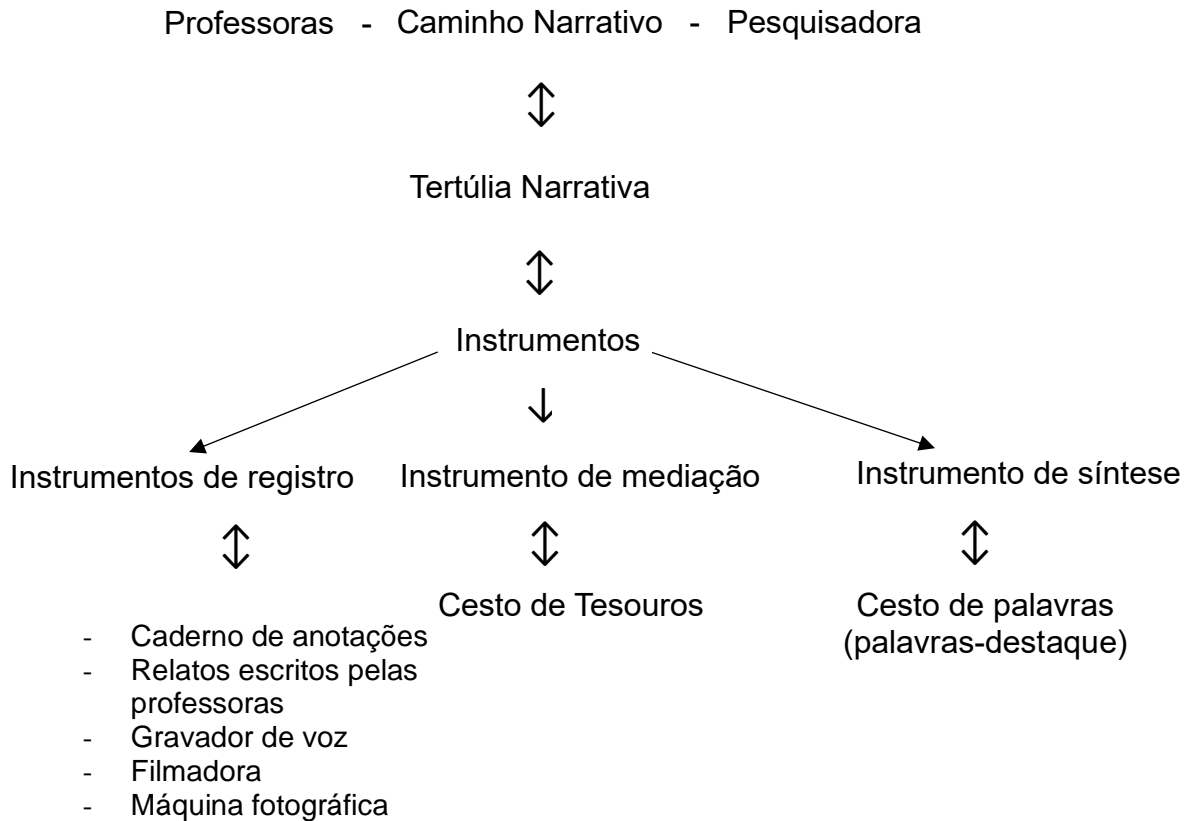 Professoras - Caminho Narrativo - Pesquisadora
Tertúlia Narrativa
Instrumentos
Instrumentos de registro
Instrumento de mediação
Instrumento de síntese
Cesto de Tesouros
Cesto de palavras
(palavras-destaque)
- Caderno de anotações
- Relatos escritos pelas
professoras
- Gravador de voz
- Filmadora
- Máquina fotográfica